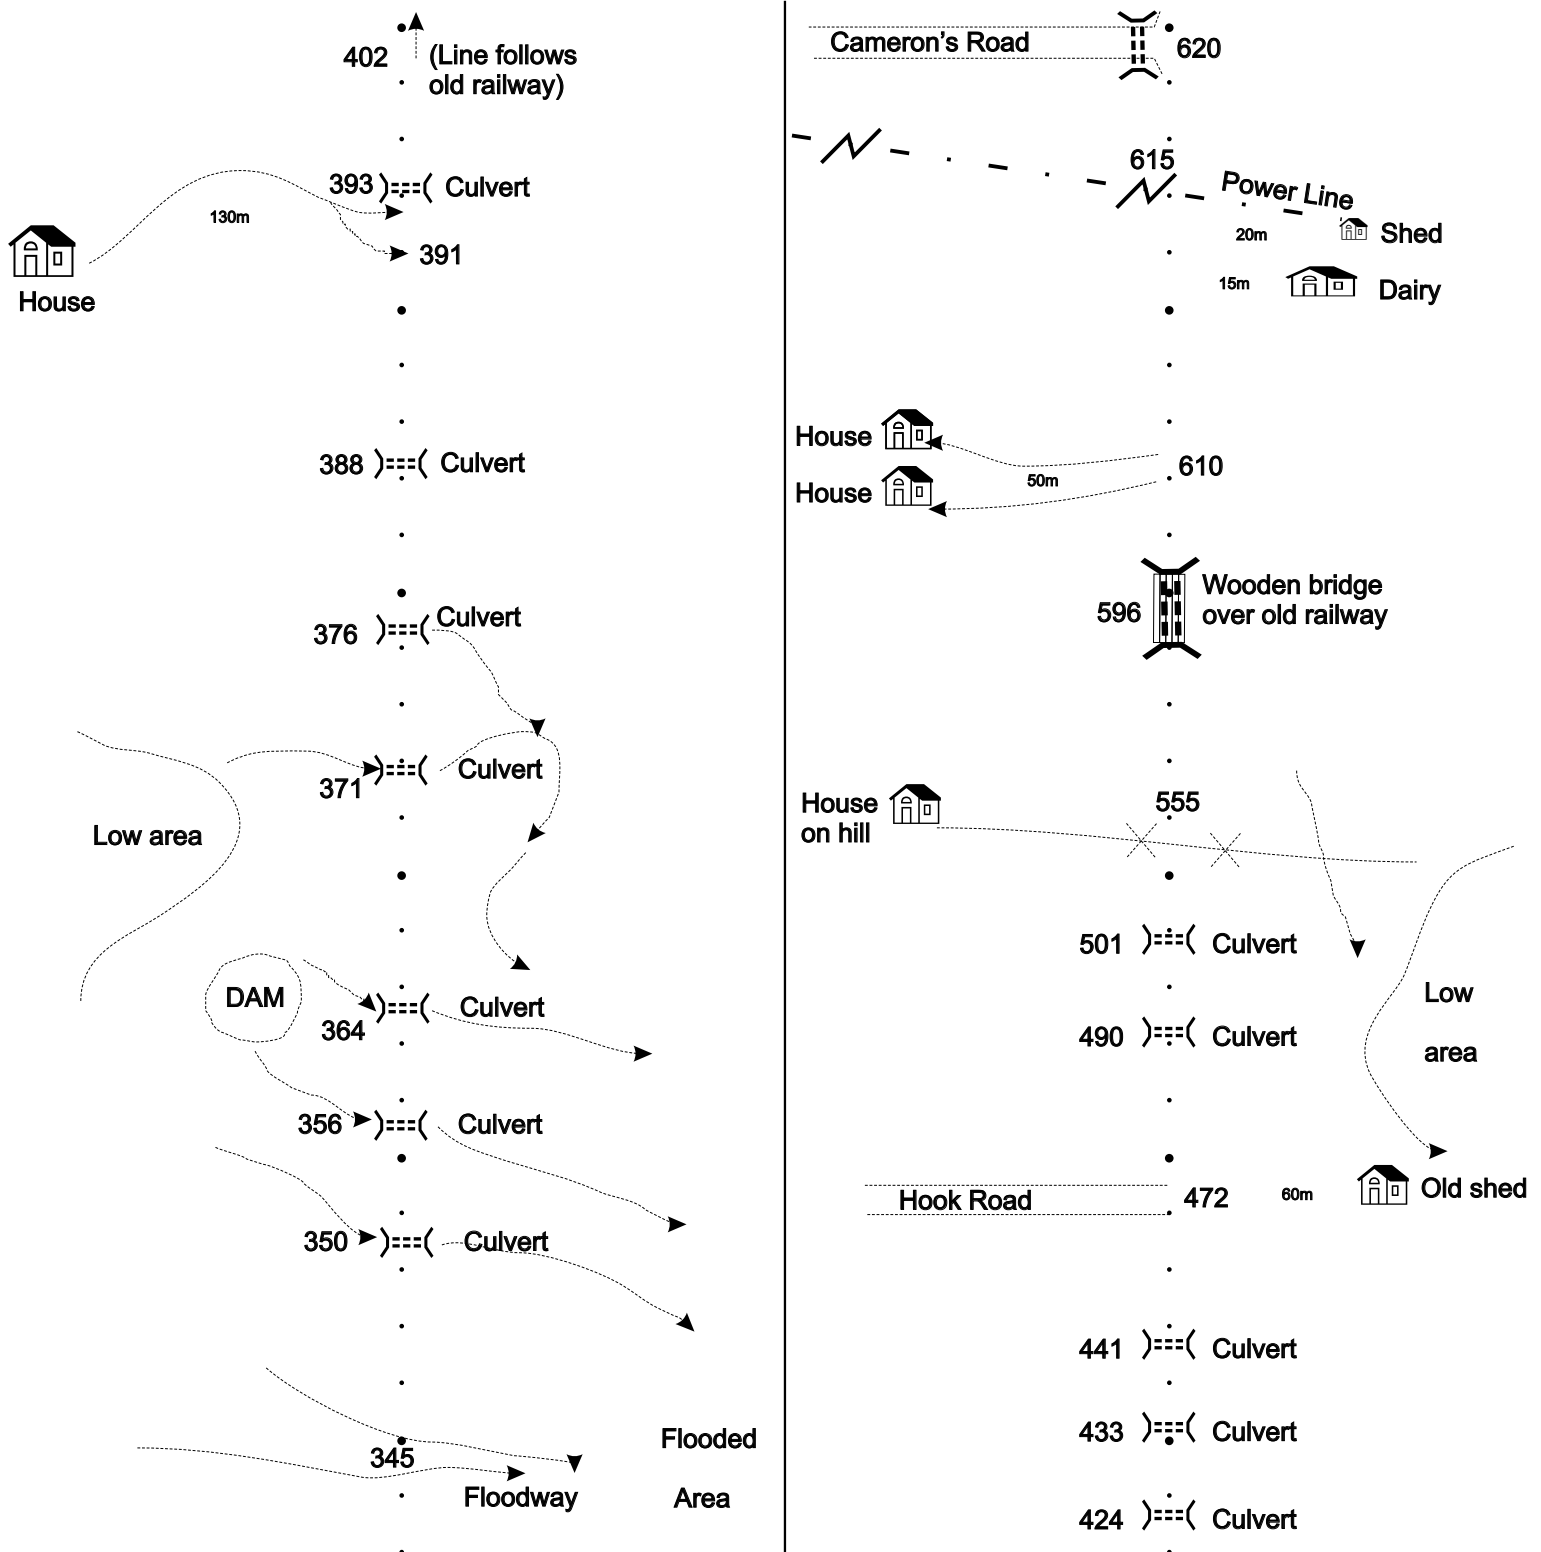 402
(Line follows
old railway)
393
Culvert
130m
391
House
388
Culvert
376
Culvert
371
Culvert
Low area
DAM
364
Culvert
356
Culvert
350
Culvert
345
Floodway
Flooded
Area
Cameron's Road
620
615
Power Line
20m
Shed
15m
Dairy
House
610
50m
House
596
Wooden bridge
over old railway
555
House
on hill
501
Culvert
Low
area
490
Culvert
Hook Road
472
60m
Old shed
441
Culvert
433
Culvert
424
Culvert